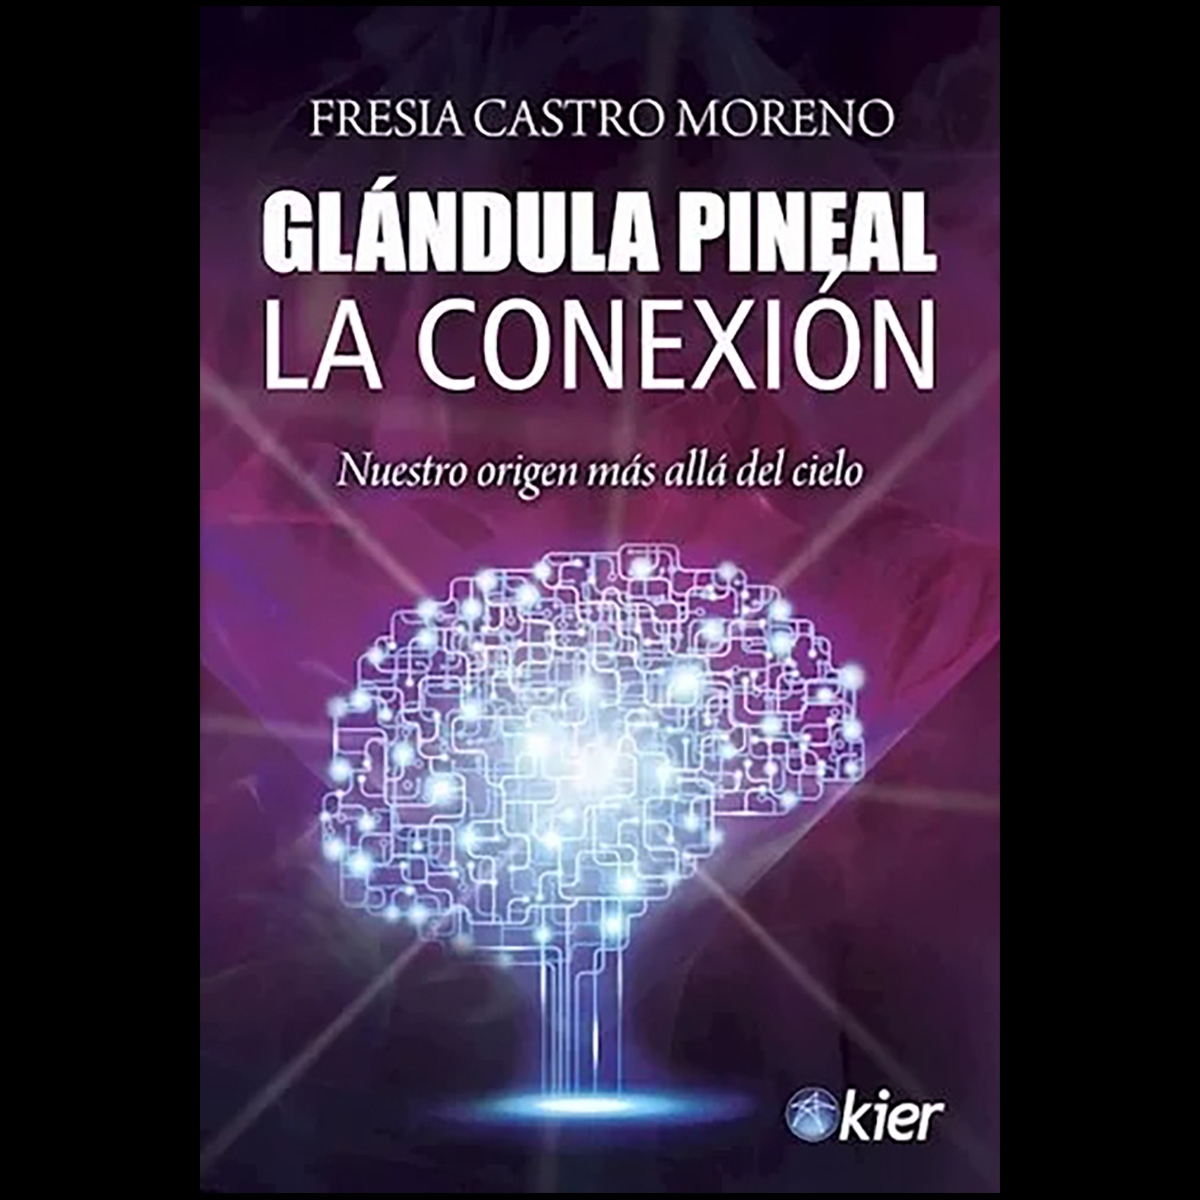 FRESIA CASTRO MORENO
GLÁNDULA PINEAL
LA CONEXIÓN
Nuestro origen más allá del cielo
kier